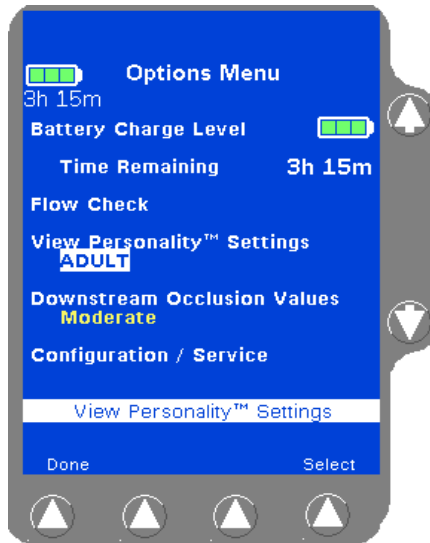 Options Menu
3h 15m
Battery Charge Level
Time Remaining 3h 15m
Flow Check
View Personality™ Settings
ADULT
Downstream Occlusion Values
Moderate
Configuration / Service
View Personality™ Settings
Done Select